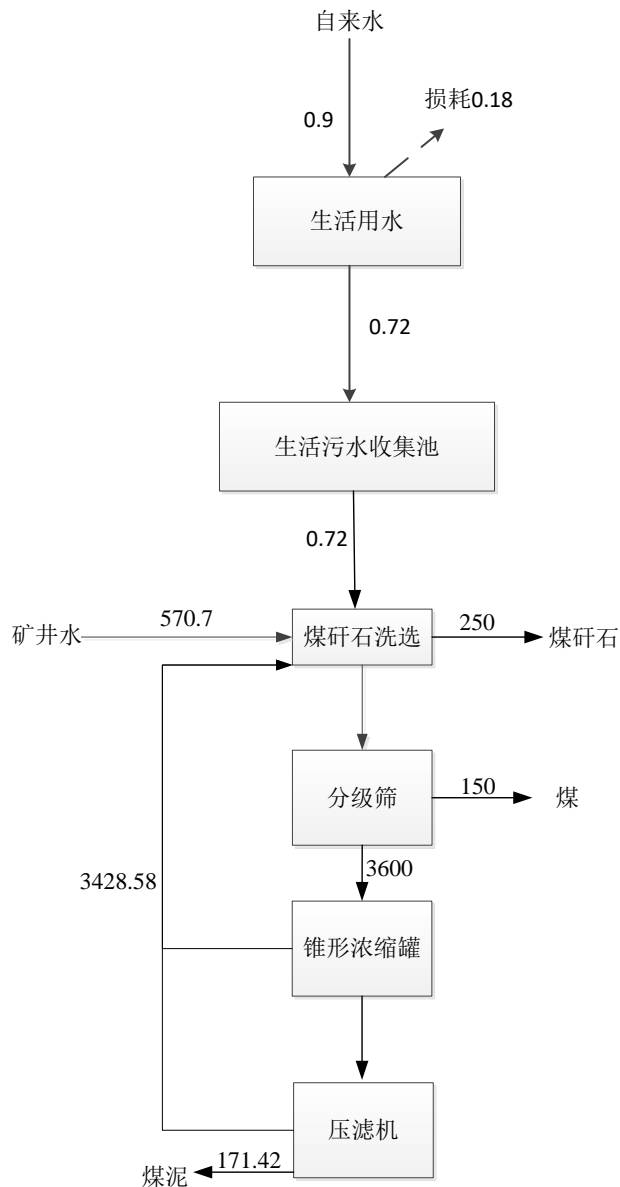 自来水
损耗0.18
0.9
生活用水
0.72
生活污水收集池
0.72
矿井水
570.7
煤矸石洗选
250
煤矸石
分级筛
150
煤
3600
3428.58
锥形浓缩罐
压滤机
171.42
煤泥